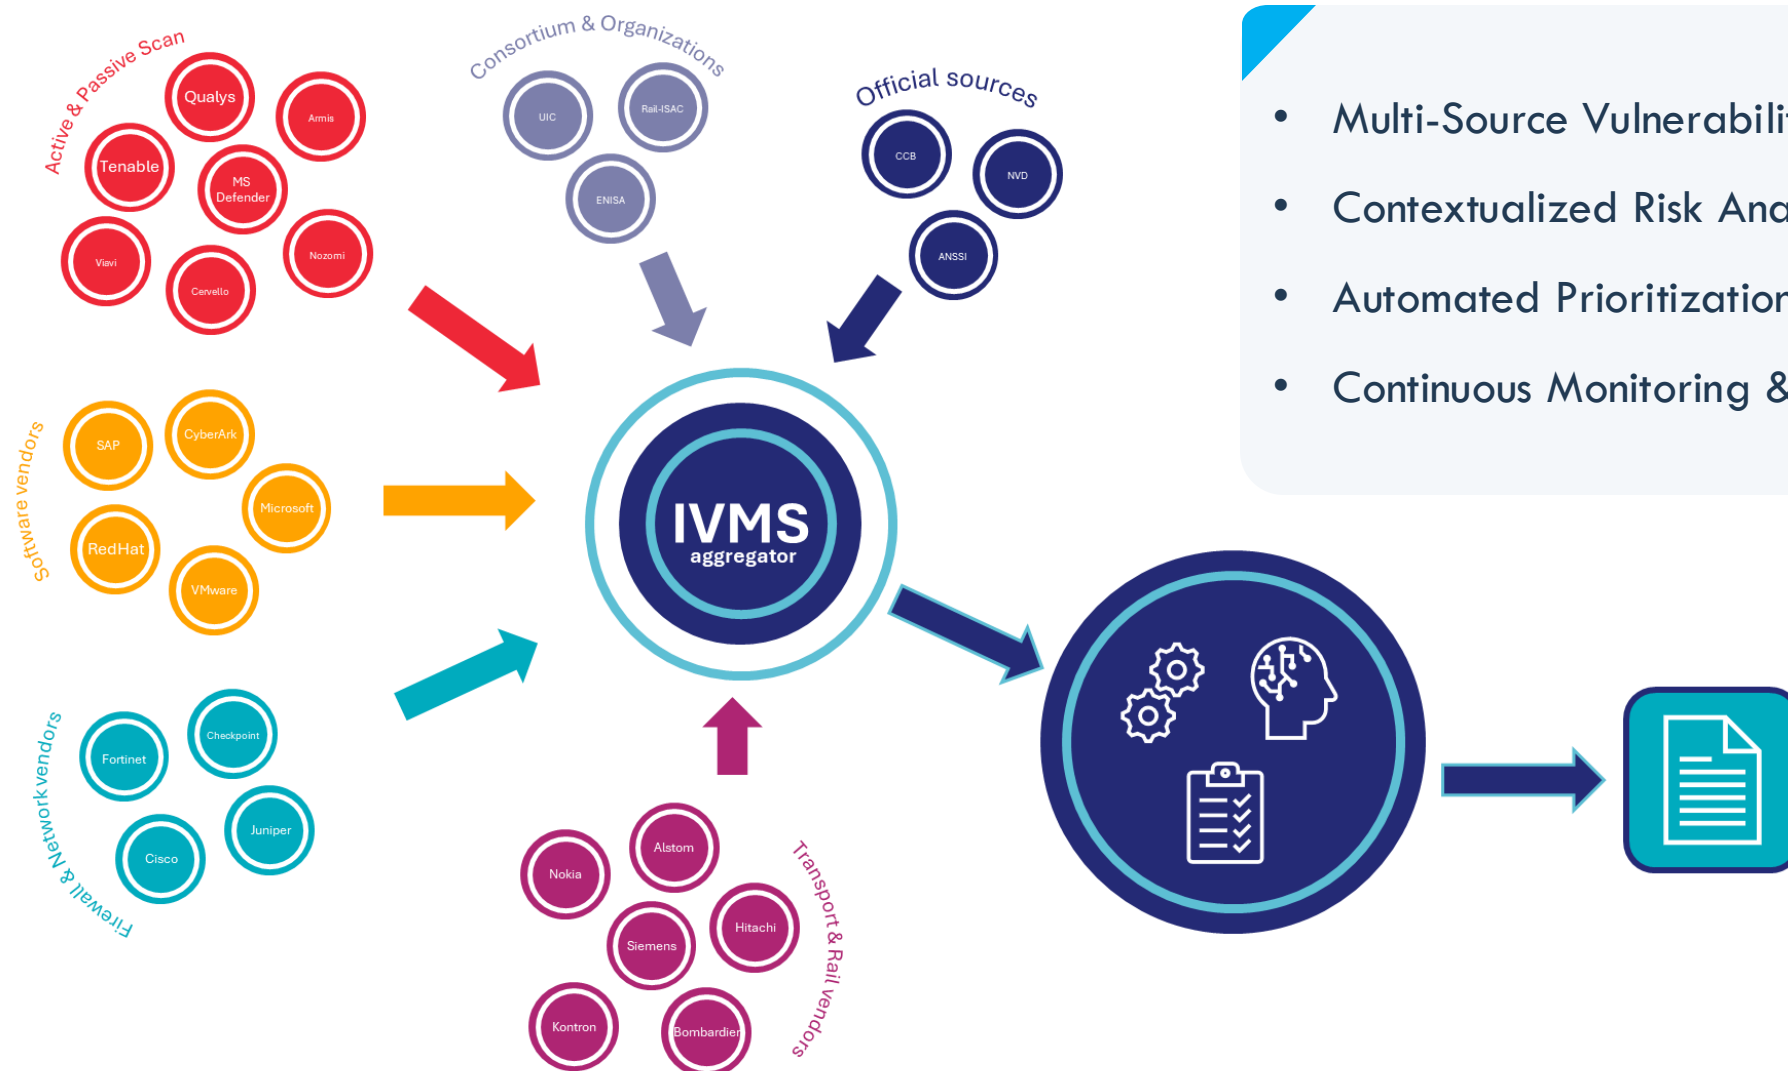 Active & Passive Scan
Qualys
Armis
Tenable
MS
Defender
Viavi
Nozomi
Cervello
Consortium & Organizations
UIC
Rail-ISAC
ENISA
Official sources
CCB
NVD
ANSSI
• Multi-Source Vulnerabilit
• Contextualized Risk Ana
• Automated Prioritization
• Continuous Monitoring &
Software vendors
SAP
CyberArk
Microsoft
RedHat
VMware
IVMS
aggregator
Firewall & Network vendors
Fortinet
Checkpoint
Juniper
Cisco
Transport & Rail vendors
Nokia
Alstom
Hitachi
Siemens
Kontron
Bombardier